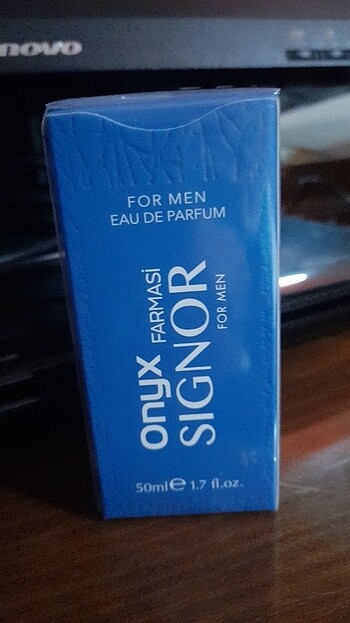 novo
FOR MEN
EAU DE PARFUM
onyx FARMASİ
SIGNOR FOR MEN
50ml ℮ 1.7 fl.oz.